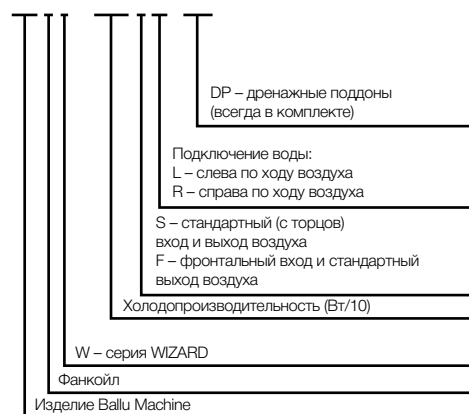 DP – дренажные поддоны
(всегда в комплекте)
Подключение воды:
L – слева по ходу воздуха
R – справа по ходу воздуха
S – стандартный (с торцов)
вход и выход воздуха
F – фронтальный вход и стандартный
выход воздуха
Холодопроизводительность (Вт/10)
W – серия WIZARD
Фанкойл
Изделие Ballu Machine